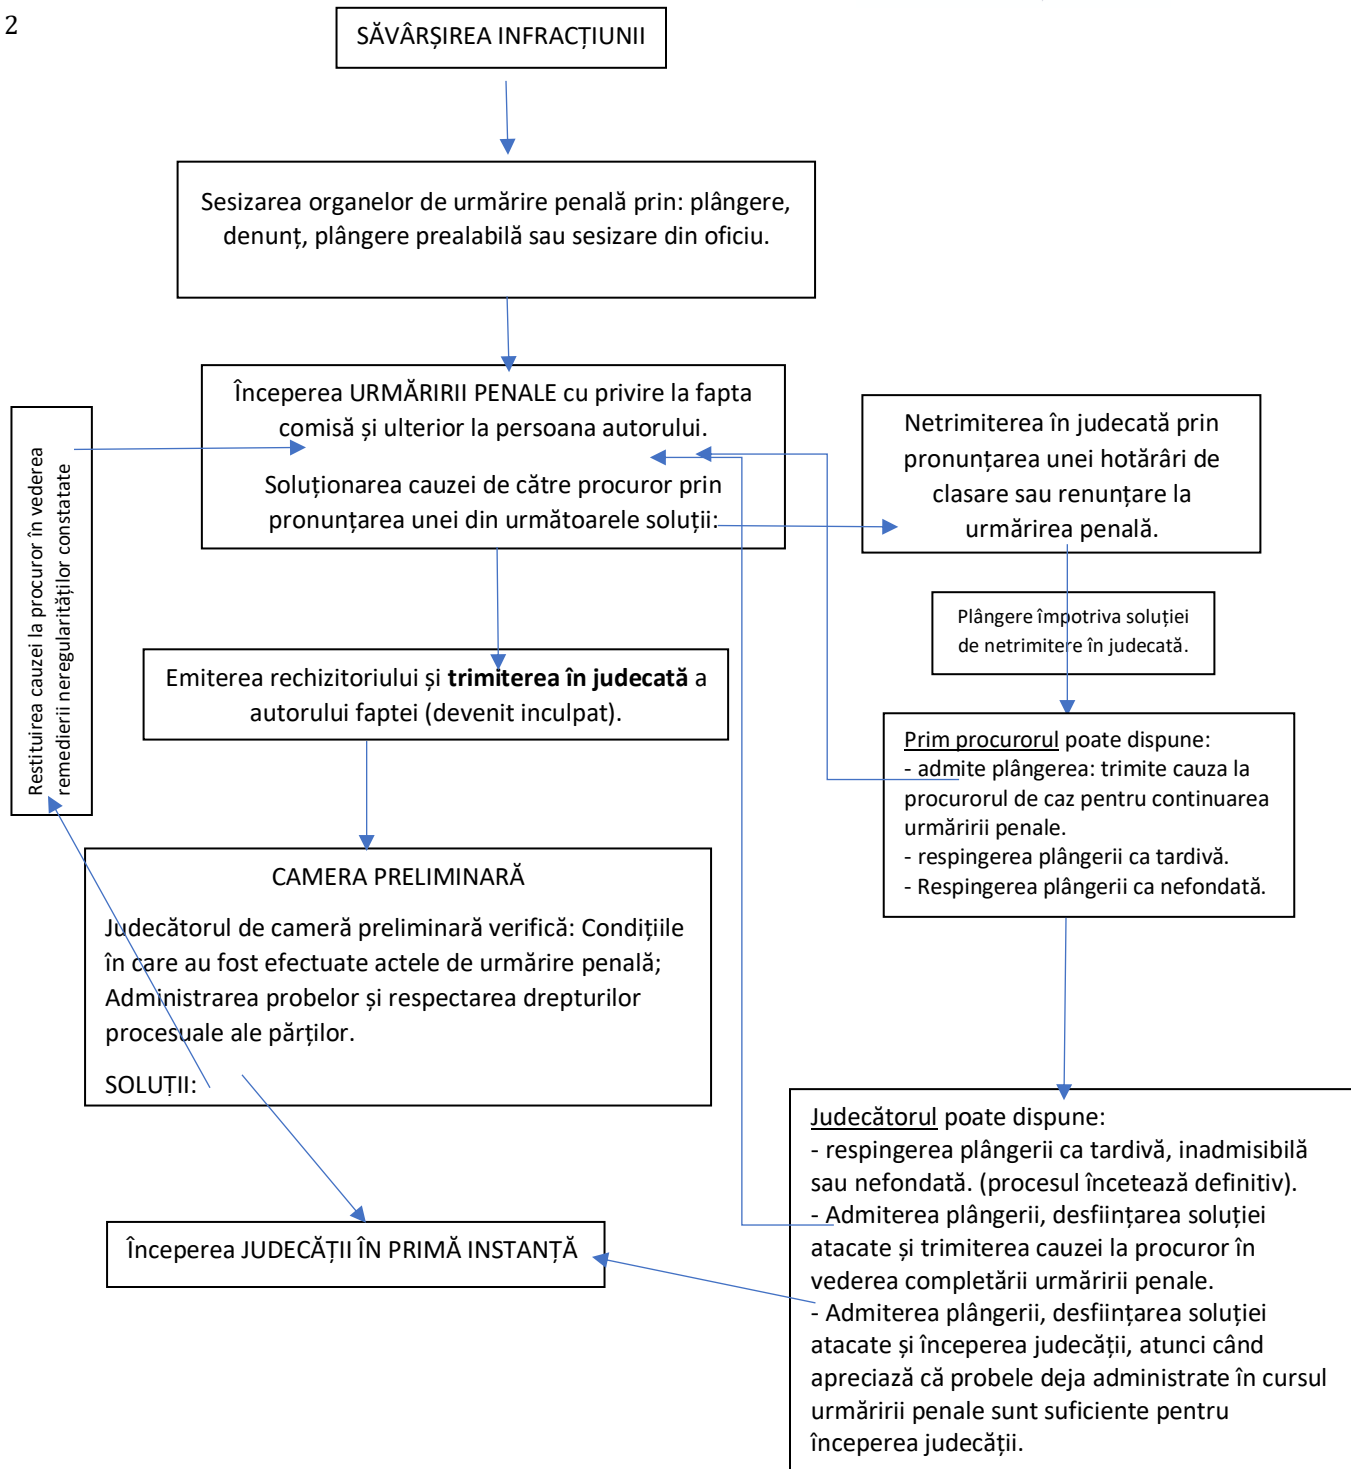 2
SĂVÂRȘIREA INFRACȚIUNII
Sesizarea organelor de urmărire penală prin: plângere,
denunț, plângere prealabilă sau sesizare din oficiu.
Începerea URMĂRIRII PENALE cu privire la fapta
comisă și ulterior la persoana autorului.
Soluționarea cauzei de către procuror prin
pronunțarea unei din următoarele soluții:
Netrimiterea în judecată prin
pronunțarea unei hotărâri de
clasare sau renunțare la
urmărirea penală.
Restituirea cauzei la procuror în vederea
remedierii neregularităților constatate
Plângere împotriva soluției
de netrimitere în judecată.
Emiterea rechizitoriului și trimiterea în judecată a
autorului faptei (devenit inculpat).
Prim procurorul poate dispune:
- admite plângerea: trimite cauza la
procurorul de caz pentru continuarea
urmăririi penale.
- respingerea plângerii ca tardivă.
- Respingerea plângerii ca nefondată.
CAMERA PRELIMINARĂ
Judecătorul de cameră preliminară verifică: Condițiile
în care au fost efectuate actele de urmărire penală;
Administrarea probelor și respectarea drepturilor
procesuale ale părților.
SOLUȚII:
Judecătorul poate dispune:
- respingerea plângerii ca tardivă, inadmisibilă
sau nefondată. (procesul încetează definitiv).
- Admiterea plângerii, desființarea soluției
atacate și trimiterea cauzei la procuror în
vederea completării urmăririi penale.
- Admiterea plângerii, desființarea soluției
atacate și începerea judecății, atunci când
apreciază că probele deja administrate în cursul
urmăririi penale sunt suficiente pentru
începerea judecății.
Începerea JUDECĂȚII ÎN PRIMĂ INSTANȚĂ